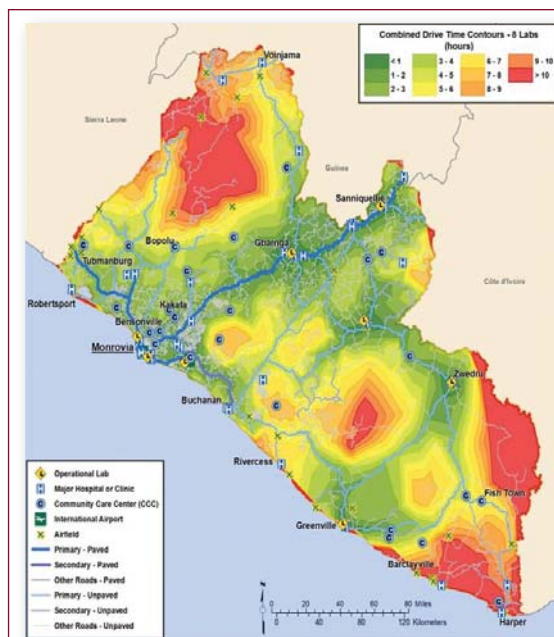 Combined Drive Time Contours - 8 Labs
(hours)
< 1
1 - 2
2 - 3
3 - 4
4 - 5
5 - 6
6 - 7
7 - 8
8 - 9
9 - 10
> 10
Voinjama
Sierra Leone
Guinea
Sanniquellie
Gbarnga
Bopolu
Côte d'Ivoire
Tubmanburg
Robertsport
Kakata
Bensonville
Monrovia
Zwedru
Buchanan
Rivercess
Fish Town
Greenville
Barclayville
Harper
L Operational Lab
H Major Hospital or Clinic
C Community Care Center (CCC)
International Airport
Airfield
Primary - Paved
Secondary - Paved
Other Roads - Paved
Primary - Unpaved
Secondary - Unpaved
Other Roads - Unpaved
0 20 40 80 Miles
0 20 40 80 120 Kilometers